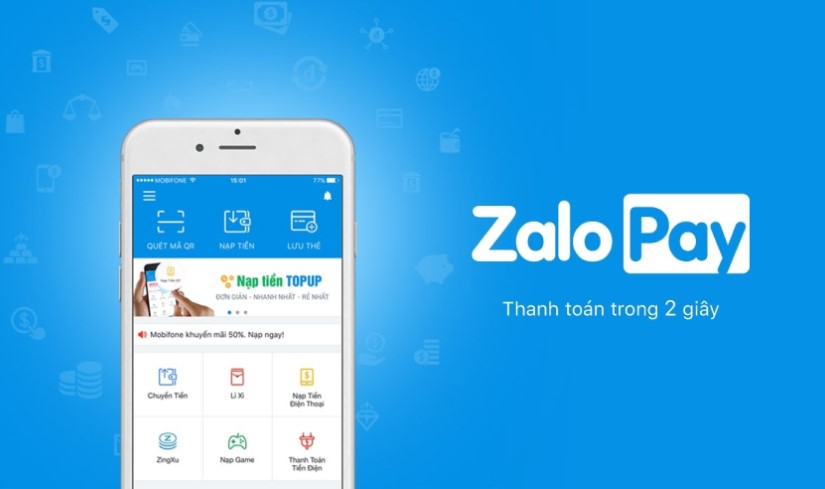 MOBIFONE
15:01
77%
QUÉT MÃ QR
NẠP TIỀN
LƯU THẺ
Nạp tiền TOPUP
ĐƠN GIẢN - NHANH NHẤT - RẺ NHẤT
Mobifone khuyến mãi 50%. Nạp ngay!
Chuyển Tiền
Lì Xì
Nạp Tiền
Điện Thoại
ZingXu
Nạp Game
Thanh Toán
Tiền Điện
Zalo Pay
Thanh toán trong 2 giây